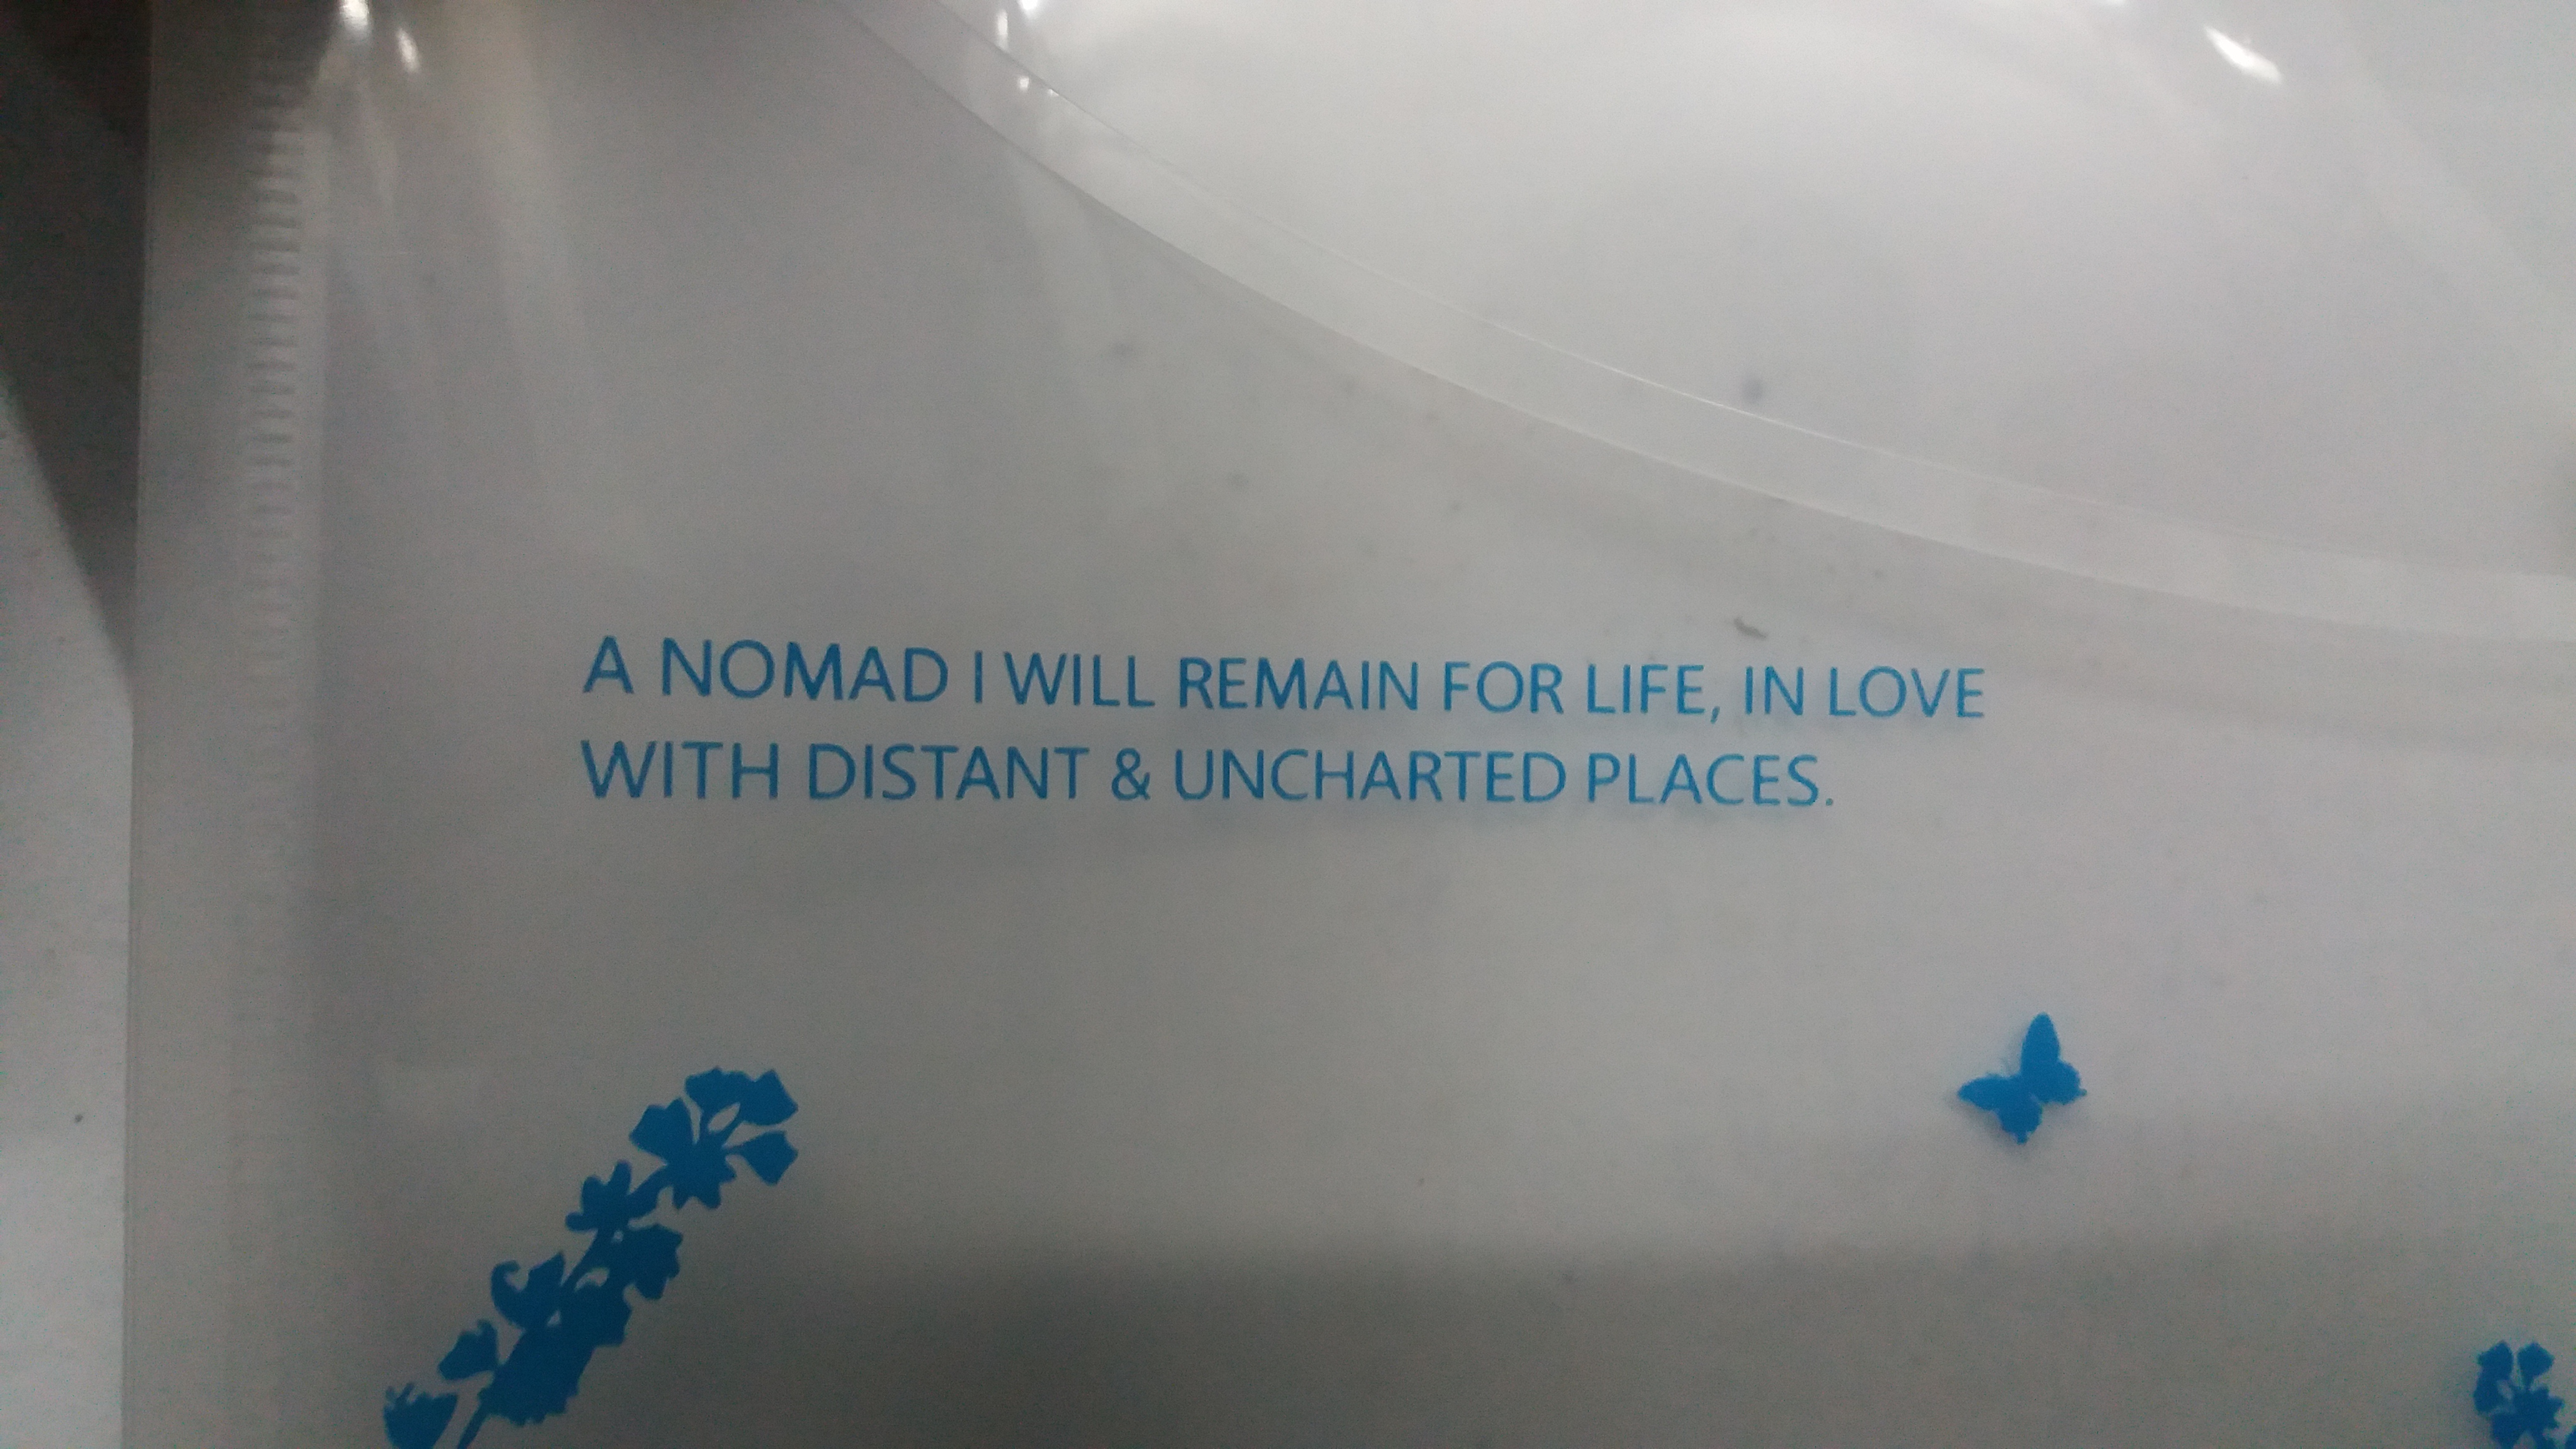 A NOMAD I WILL REMAIN FOR LIFE, IN LOVE
WITH DISTANT & UNCHARTED PLACES.